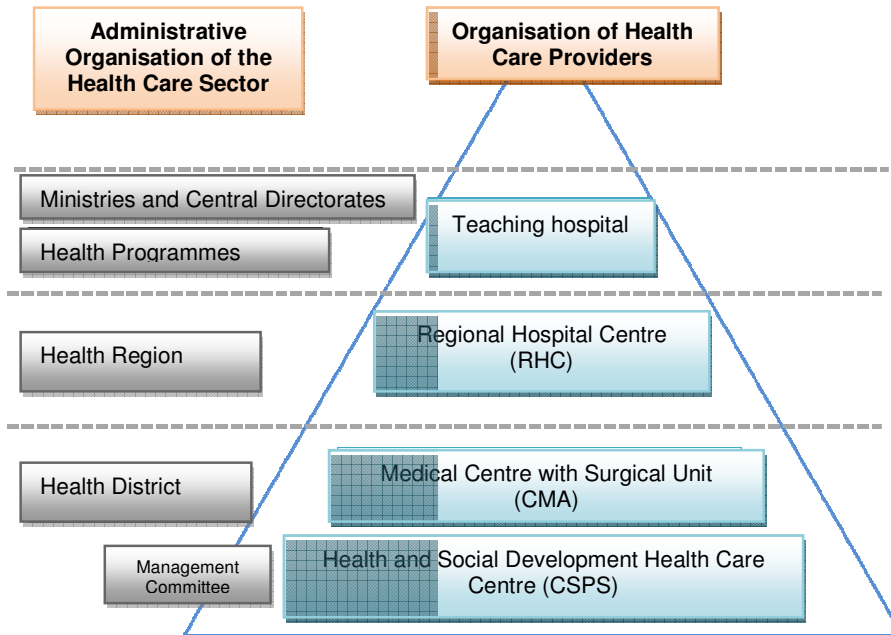 Administrative
Organisation of the
Health Care Sector
Organisation of Health
Care Providers
Ministries and Central Directorates
Health Programmes
Teaching hospital
Health Region
Regional Hospital Centre
(RHC)
Health District
Medical Centre with Surgical Unit
(CMA)
Management
Committee
Health and Social Development Health Care
Centre (CSPS)